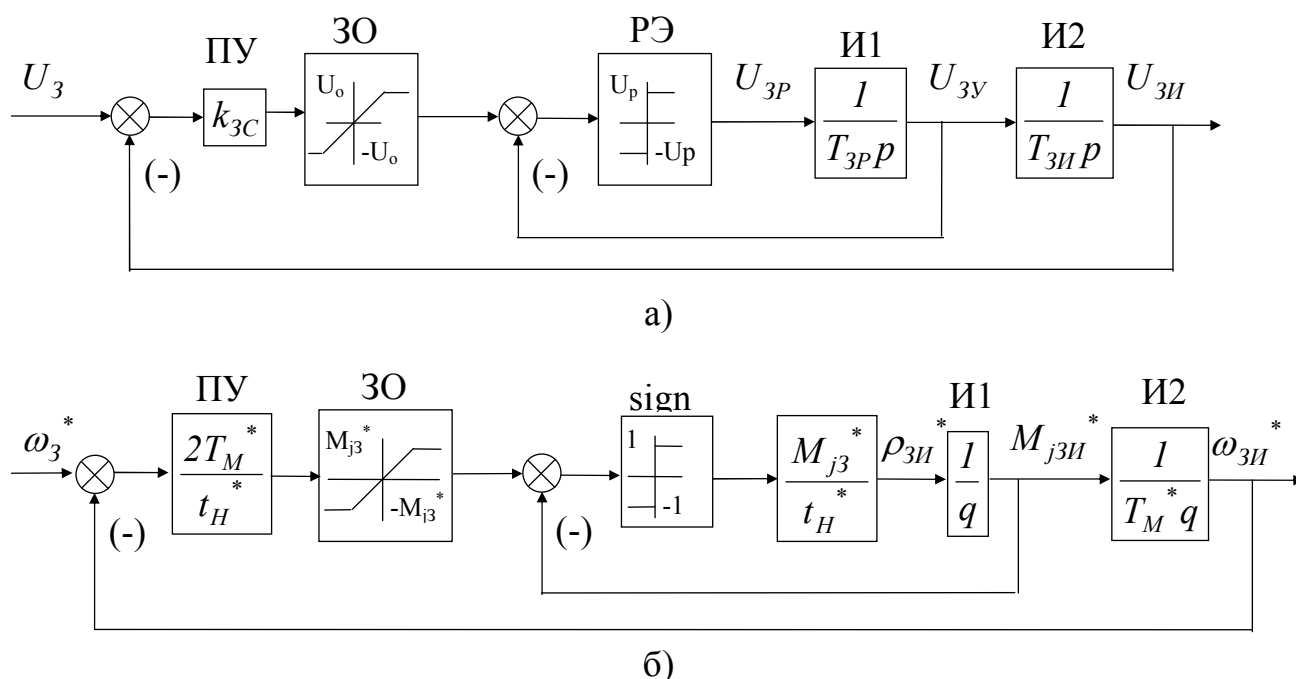 ПУ ЗО РЭ И1 И2
U_З U_ЗР U_ЗУ U_ЗИ
k_ЗС U_о -U_о U_р -Uр 1/(T_ЗР p) 1/(T_ЗИ p)
(-) (-)
а)
ПУ ЗО sign И1 И2
ω_З* ρ_ЗИ* M_jЗИ* ω_ЗИ*
2T_M*/t_H* M_jЗ* -M_jЗ* 1 -1 M_jЗ*/t_H* 1/q 1/(T_M* q)
(-) (-)
б)